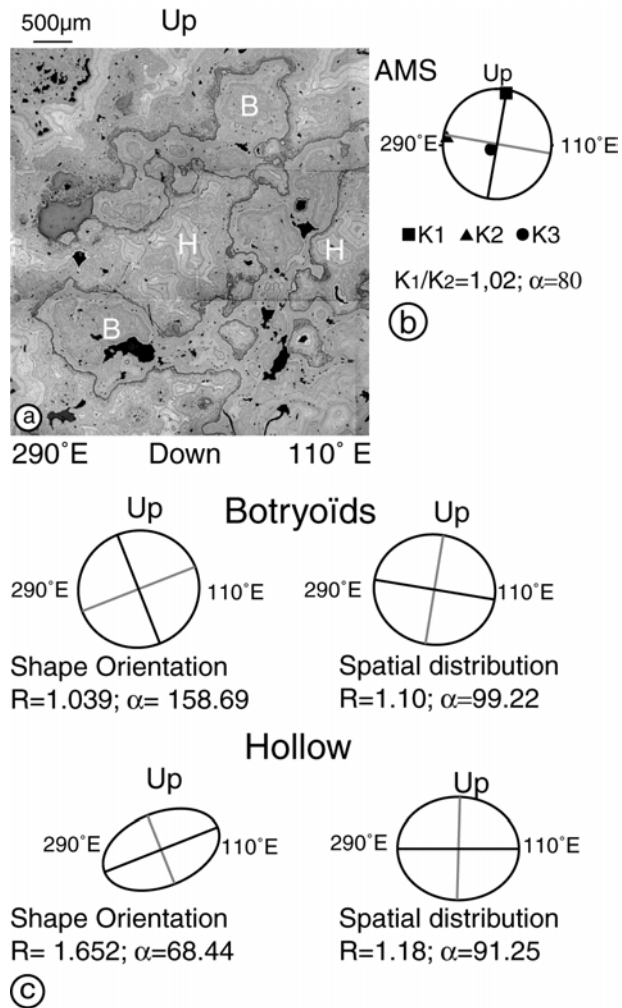 500µm
Up
B
H
H
B
a
290°E Down 110° E
AMS
Up
290°E
110°E
K1 K2 K3
K1/K2=1,02; α=80
b
Botryoïds
Up
290°E
110°E
Shape Orientation
R=1.039; α= 158.69
Up
290°E
110°E
Spatial distribution
R=1.10; α=99.22
Hollow
Up
290°E
110°E
Shape Orientation
R= 1.652; α=68.44
Up
290°E
110°E
Spatial distribution
R=1.18; α=91.25
c